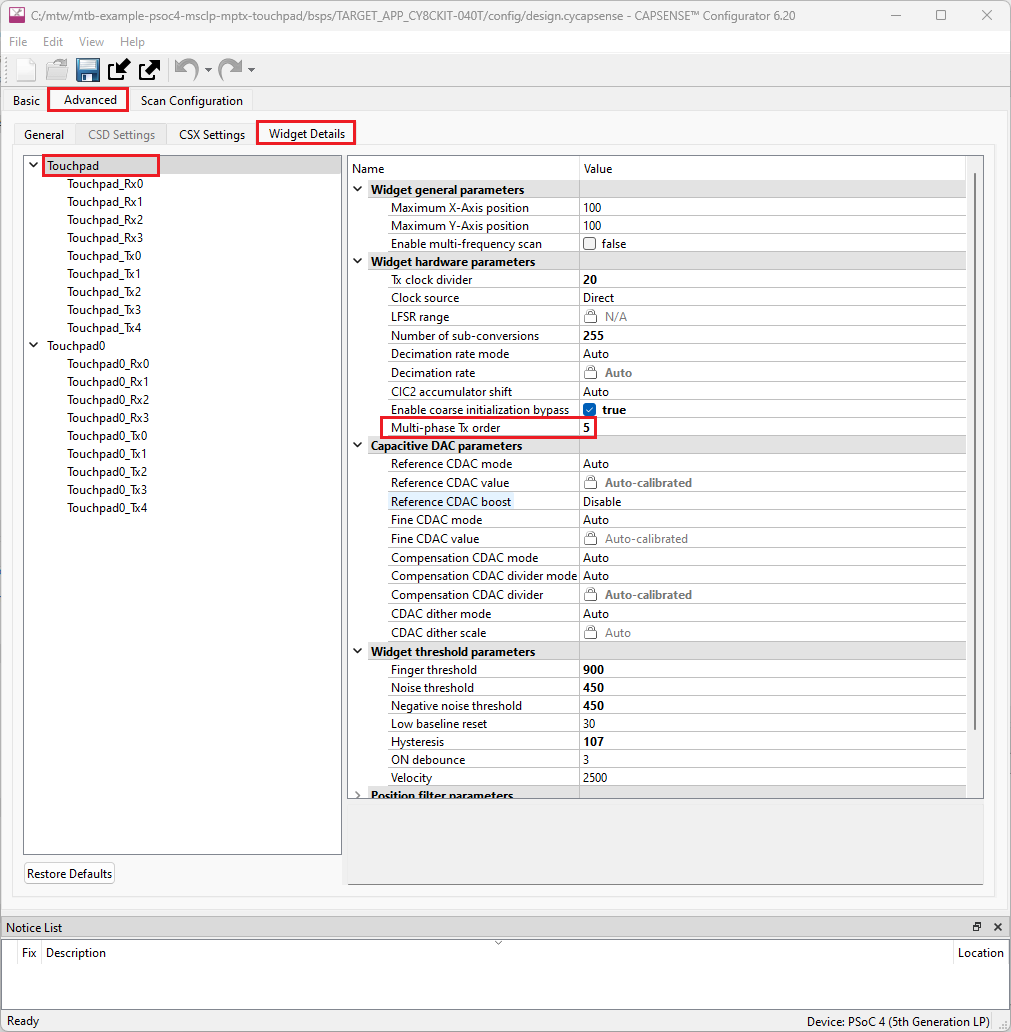 C:/mtw/mtb-example-psoc4-msclp-mptx-touchpad/bsps/TARGET_APP_CY8CKIT-040T/config/design.cycapsense - CAPSENSE™ Configurator 6.20
File Edit View Help
Basic Advanced Scan Configuration
General CSD Settings CSX Settings Widget Details
Touchpad
Touchpad_Rx0
Touchpad_Rx1
Touchpad_Rx2
Touchpad_Rx3
Touchpad_Tx0
Touchpad_Tx1
Touchpad_Tx2
Touchpad_Tx3
Touchpad_Tx4
Touchpad0
Touchpad0_Rx0
Touchpad0_Rx1
Touchpad0_Rx2
Touchpad0_Rx3
Touchpad0_Tx0
Touchpad0_Tx1
Touchpad0_Tx2
Touchpad0_Tx3
Touchpad0_Tx4
Restore Defaults
Name Value
Widget general parameters
Maximum X-Axis position 100
Maximum Y-Axis position 100
Enable multi-frequency scan false
Widget hardware parameters
Tx clock divider 20
Clock source Direct
LFSR range N/A
Number of sub-conversions 255
Decimation rate mode Auto
Decimation rate Auto
CIC2 accumulator shift Auto
Enable coarse initialization bypass true
Multi-phase Tx order 5
Capacitive DAC parameters
Reference CDAC mode Auto
Reference CDAC value Auto-calibrated
Reference CDAC boost Disable
Fine CDAC mode Auto
Fine CDAC value Auto-calibrated
Compensation CDAC mode Auto
Compensation CDAC divider mode Auto
Compensation CDAC divider Auto-calibrated
CDAC dither mode Auto
CDAC dither scale Auto
Widget threshold parameters
Finger threshold 900
Noise threshold 450
Negative noise threshold 450
Low baseline reset 30
Hysteresis 107
ON debounce 3
Velocity 2500
Position filter parameters
Notice List
Fix Description Location
Ready Device: PSoC 4 (5th Generation LP)